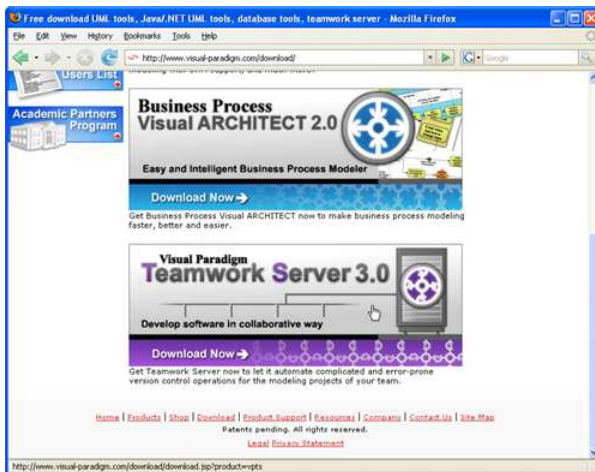 Free download UML tools, Java/.NET UML tools, database tools, teamwork server - Mozilla Firefox
File Edit View History Bookmarks Tools Help
http://www.visual-paradigm.com/download/
Google
Users List
Academic Partners
Program
Business Process
Visual ARCHITECT 2.0
Easy and Intelligent Business Process Modeler
Download Now
Get Business Process Visual ARCHITECT now to make business process modeling
faster, better and easier.
Visual Paradigm
Teamwork Server 3.0
Develop software in collaborative way
Download Now
Get Teamwork Server now to let it automate complicated and error-prone
version control operations for the modeling projects of your team.
Home | Products | Shop | Download | Product Support | Resources | Company | Contact Us | Site Map
Patents pending. All rights reserved.
Legal Privacy Statement
http://www.visual-paradigm.com/download/download.jsp?product=vpts